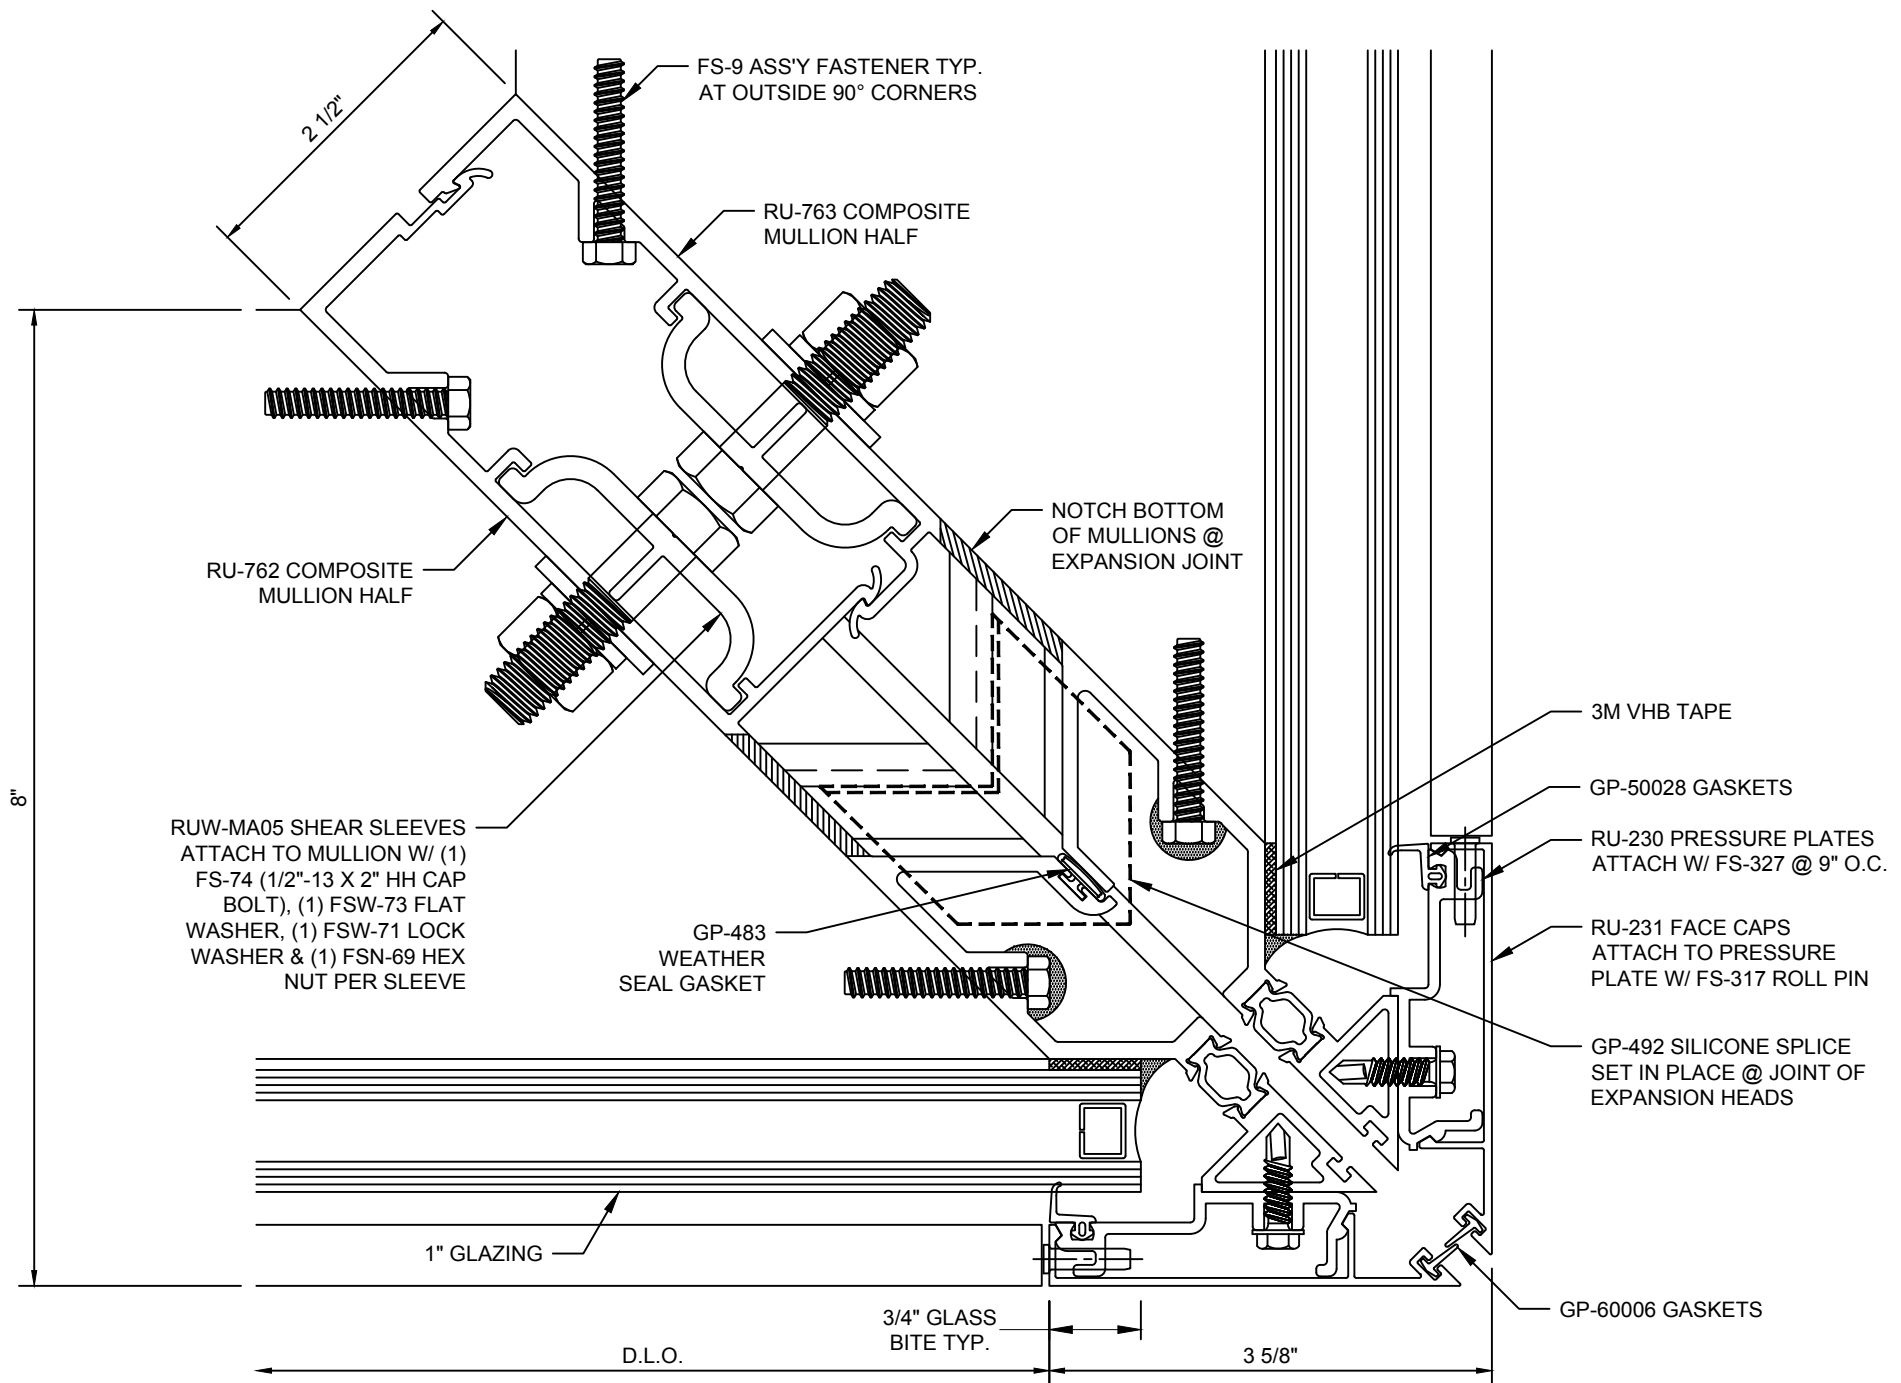 2 1/2"
FS-9 ASS'Y FASTENER TYP.
AT OUTSIDE 90° CORNERS
RU-763 COMPOSITE
MULLION HALF
NOTCH BOTTOM
OF MULLIONS @
EXPANSION JOINT
RU-762 COMPOSITE
MULLION HALF
3M VHB TAPE
GP-50028 GASKETS
8"
RUW-MA05 SHEAR SLEEVES
ATTACH TO MULLION W/ (1)
FS-74 (1/2"-13 X 2" HH CAP
BOLT), (1) FSW-73 FLAT
WASHER, (1) FSW-71 LOCK
WASHER & (1) FSN-69 HEX
NUT PER SLEEVE
RU-230 PRESSURE PLATES
ATTACH W/ FS-327 @ 9" O.C.
GP-483
WEATHER
SEAL GASKET
RU-231 FACE CAPS
ATTACH TO PRESSURE
PLATE W/ FS-317 ROLL PIN
GP-492 SILICONE SPLICE
SET IN PLACE @ JOINT OF
EXPANSION HEADS
1" GLAZING
GP-60006 GASKETS
3/4" GLASS
BITE TYP.
D.L.O.
3 5/8"